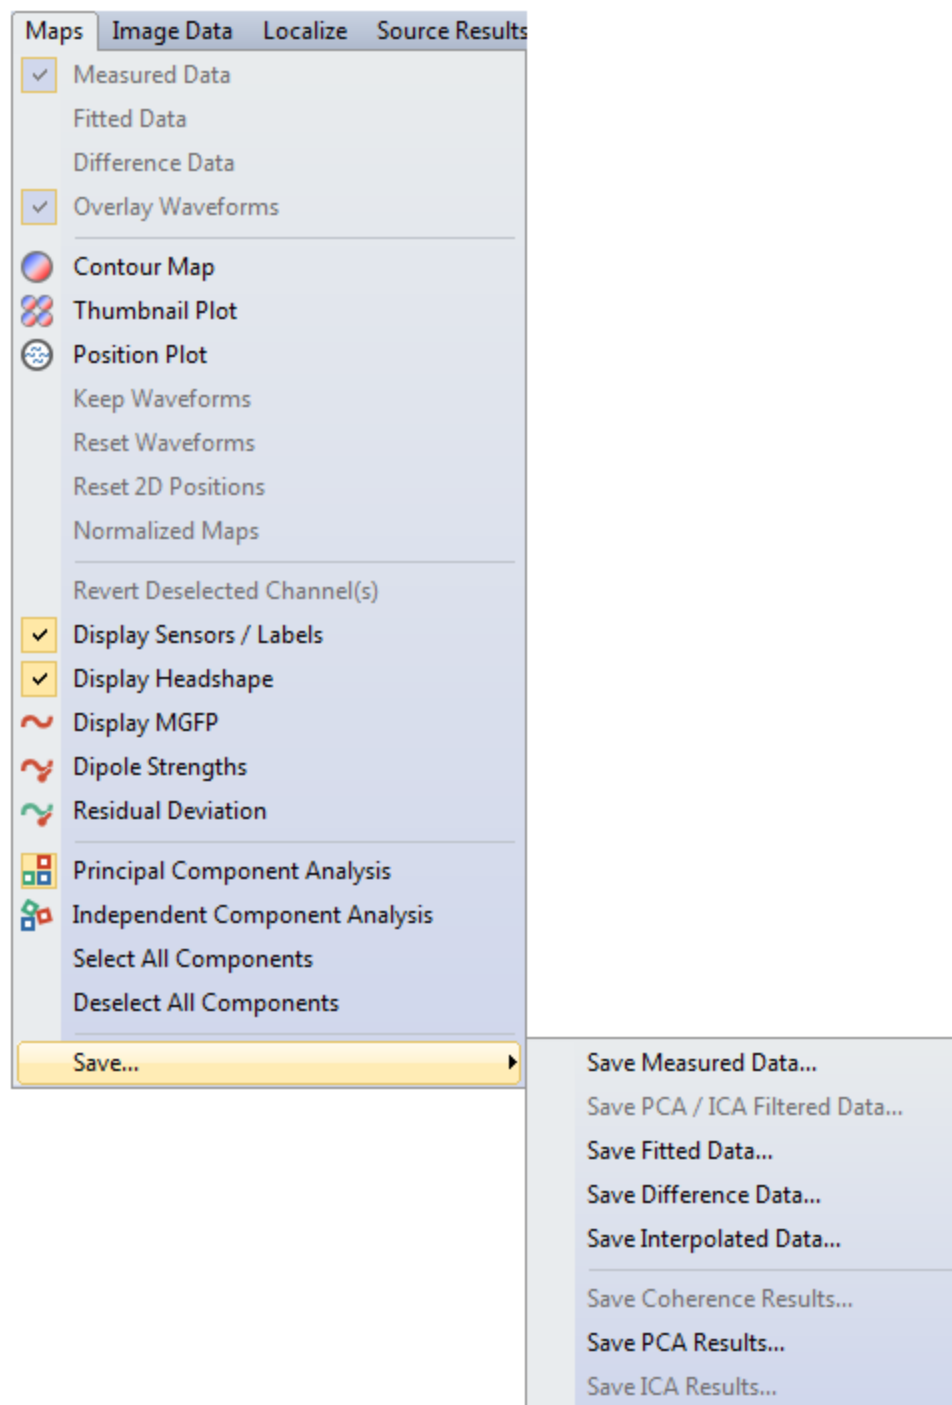 Maps Image Data Localize Source Results
Measured Data
Fitted Data
Difference Data
Overlay Waveforms
Contour Map
Thumbnail Plot
Position Plot
Keep Waveforms
Reset Waveforms
Reset 2D Positions
Normalized Maps
Revert Deselected Channel(s)
Display Sensors / Labels
Display Headshape
Display MGFP
Dipole Strengths
Residual Deviation
Principal Component Analysis
Independent Component Analysis
Select All Components
Deselect All Components
Save...
Save Measured Data...
Save PCA / ICA Filtered Data...
Save Fitted Data...
Save Difference Data...
Save Interpolated Data...
Save Coherence Results...
Save PCA Results...
Save ICA Results...